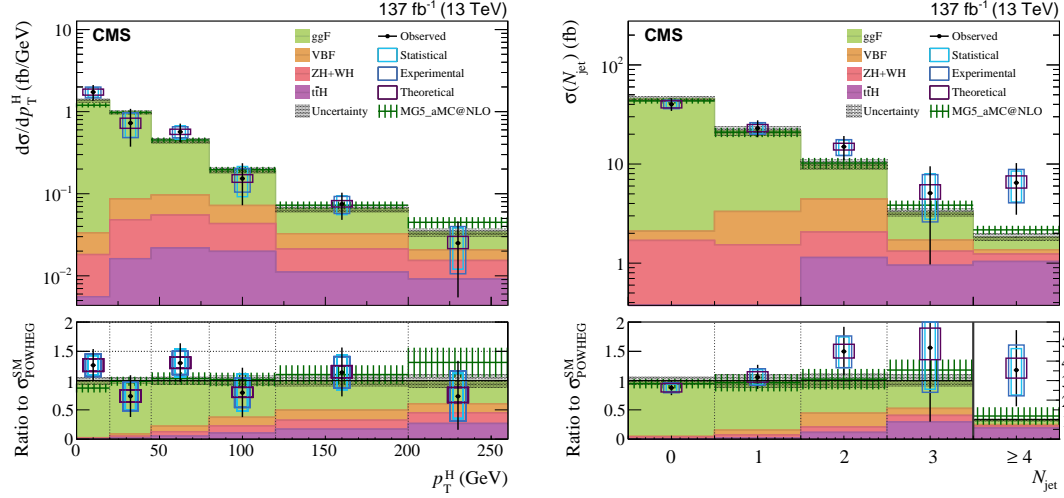 137 fb⁻¹ (13 TeV)
CMS
ggF
VBF
ZH+WH
tt̄H
Uncertainty
Observed
Statistical
Experimental
Theoretical
MG5_aMC@NLO
dσ/dp_T^H (fb/GeV)
10
1
10⁻¹
10⁻²
Ratio to σ^SM_POWHEG
2
1.5
1
0.5
0
0 50 100 150 200 250
p_T^H (GeV)
137 fb⁻¹ (13 TeV)
CMS
ggF
VBF
ZH+WH
tt̄H
Uncertainty
Observed
Statistical
Experimental
Theoretical
MG5_aMC@NLO
σ(N_jet) (fb)
10²
10
1
Ratio to σ^SM_POWHEG
2
1.5
1
0.5
0
0 1 2 3 ≥ 4
N_jet